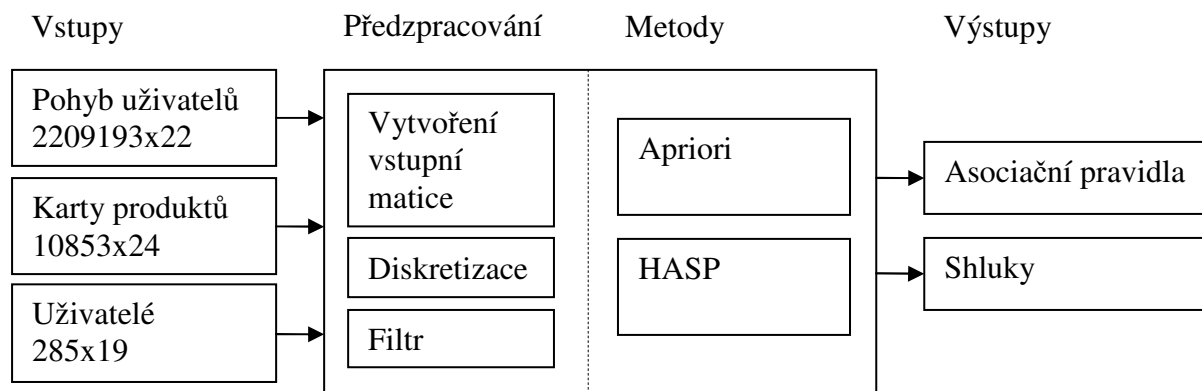 Vstupy
Předzpracování
Metody
Výstupy
Pohyb uživatelů
2209193x22
Karty produktů
10853x24
Uživatelé
285x19
Vytvoření
vstupní
matice
Diskretizace
Filtr
Apriori
HASP
Asociační pravidla
Shluky